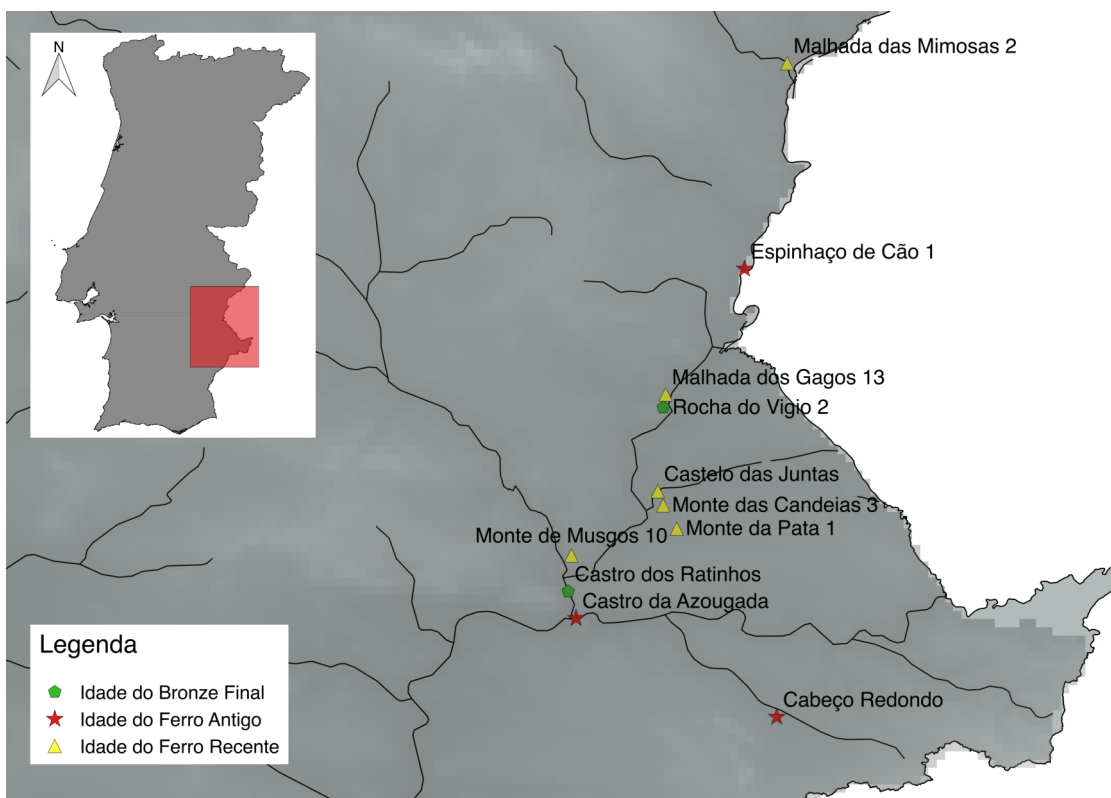 N
Malhada das Mimosas 2
Espinhaço de Cão 1
Malhada dos Gagos 13
Rocha do Vigio 2
Castelo das Juntas
Monte das Candeias 3
Monte de Musgos 10
Monte da Pata 1
Castro dos Ratinhos
Castro da Azougada
Cabeço Redondo
Legenda
Idade do Bronze Final
Idade do Ferro Antigo
Idade do Ferro Recente